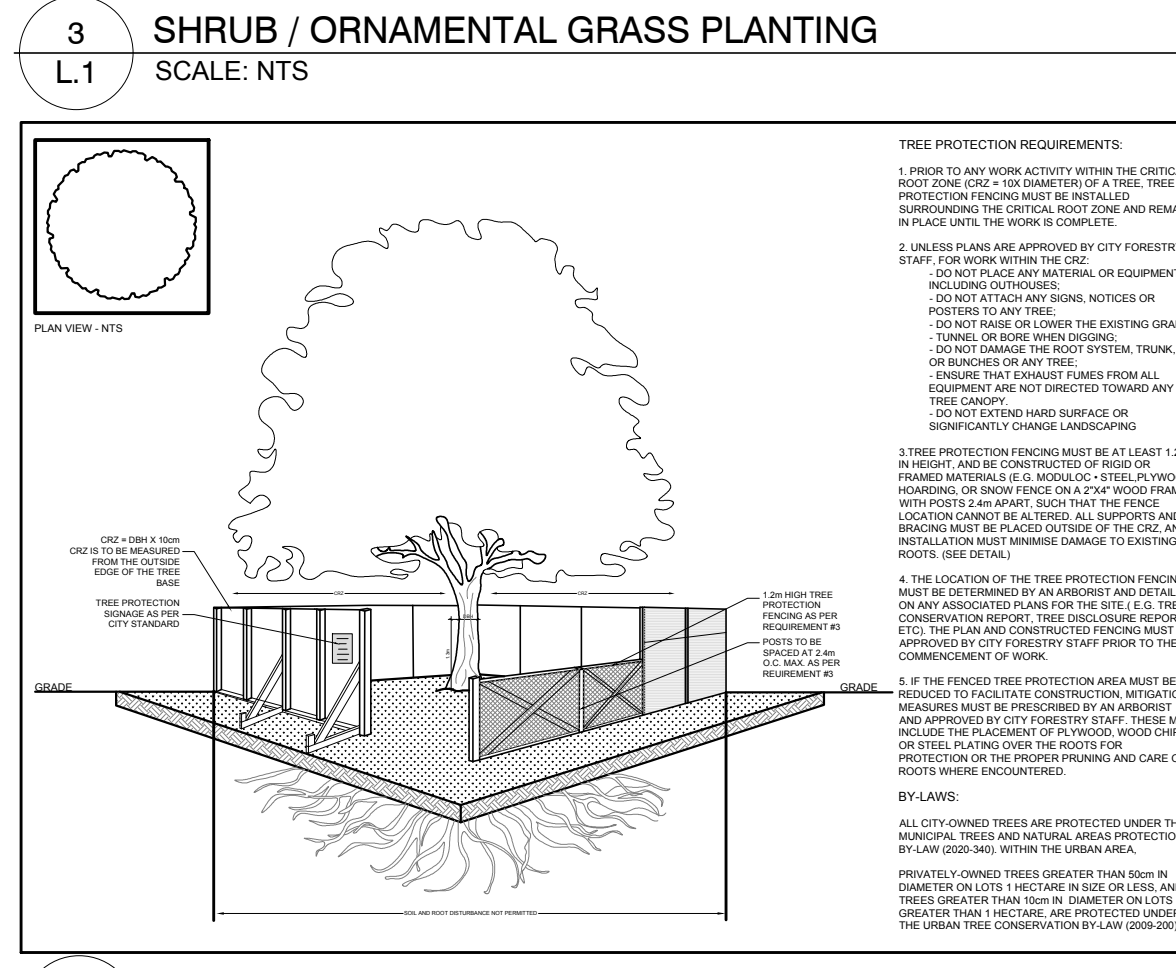 3
L.1
SHRUB / ORNAMENTAL GRASS PLANTING
SCALE: NTS
PLAN VIEW - NTS
CRZ = DBH X 10cm
CRZ IS TO BE MEASURED
FROM THE OUTSIDE
EDGE OF THE TREE
BASE
TREE PROTECTION
SIGNAGE AS PER
CITY STANDARD
GRADE
CRZ
CRZ
DBH
1.3m
1.2m HIGH TREE
PROTECTION
FENCING AS PER
REQUIREMENT #3
POSTS TO BE
SPACED AT 2.4m
O.C. MAX. AS PER
REUIREMENT #3
GRADE
SOIL AND ROOT DISTURBANCE NOT PERMITTED
TREE PROTECTION REQUIREMENTS:
1. PRIOR TO ANY WORK ACTIVITY WITHIN THE CRITICA
ROOT ZONE (CRZ = 10X DIAMETER) OF A TREE, TREE
PROTECTION FENCING MUST BE INSTALLED
SURROUNDING THE CRITICAL ROOT ZONE AND REMA
IN PLACE UNTIL THE WORK IS COMPLETE.
2. UNLESS PLANS ARE APPROVED BY CITY FORESTRY
STAFF, FOR WORK WITHIN THE CRZ:
- DO NOT PLACE ANY MATERIAL OR EQUIPMENT
INCLUDING OUTHOUSES;
- DO NOT ATTACH ANY SIGNS, NOTICES OR
POSTERS TO ANY TREE;
- DO NOT RAISE OR LOWER THE EXISTING GRA
- TUNNEL OR BORE WHEN DIGGING;
- DO NOT DAMAGE THE ROOT SYSTEM, TRUNK,
OR BUNCHES OR ANY TREE;
- ENSURE THAT EXHAUST FUMES FROM ALL
EQUIPMENT ARE NOT DIRECTED TOWARD ANY
TREE CANOPY.
- DO NOT EXTEND HARD SURFACE OR
SIGNIFICANTLY CHANGE LANDSCAPING
3.TREE PROTECTION FENCING MUST BE AT LEAST 1.2
IN HEIGHT, AND BE CONSTRUCTED OF RIGID OR
FRAMED MATERIALS (E.G. MODULOC • STEEL,PLYWOO
HOARDING, OR SNOW FENCE ON A 2"X4" WOOD FRAM
WITH POSTS 2.4m APART, SUCH THAT THE FENCE
LOCATION CANNOT BE ALTERED. ALL SUPPORTS AND
BRACING MUST BE PLACED OUTSIDE OF THE CRZ, AN
INSTALLATION MUST MINIMISE DAMAGE TO EXISTING
ROOTS. (SEE DETAIL)
4. THE LOCATION OF THE TREE PROTECTION FENCIN
MUST BE DETERMINED BY AN ARBORIST AND DETAIL
ON ANY ASSOCIATED PLANS FOR THE SITE.( E.G. TRE
CONSERVATION REPORT, TREE DISCLOSURE REPOR
ETC). THE PLAN AND CONSTRUCTED FENCING MUST
APPROVED BY CITY FORESTRY STAFF PRIOR TO THE
COMMENCEMENT OF WORK.
5. IF THE FENCED TREE PROTECTION AREA MUST BE
REDUCED TO FACILITATE CONSTRUCTION, MITIGATIO
MEASURES MUST BE PRESCRIBED BY AN ARBORIST
AND APPROVED BY CITY FORESTRY STAFF. THESE M
INCLUDE THE PLACEMENT OF PLYWOOD, WOOD CHIP
OR STEEL PLATING OVER THE ROOTS FOR
PROTECTION OR THE PROPER PRUNING AND CARE O
ROOTS WHERE ENCOUNTERED.
BY-LAWS:
ALL CITY-OWNED TREES ARE PROTECTED UNDER TH
MUNICIPAL TREES AND NATURAL AREAS PROTECTIO
BY-LAW (2020-340). WITHIN THE URBAN AREA,
PRIVATELY-OWNED TREES GREATER THAN 50cm IN
DIAMETER ON LOTS 1 HECTARE IN SIZE OR LESS, AND
TREES GREATER THAN 10cm IN DIAMETER ON LOTS
GREATER THAN 1 HECTARE, ARE PROTECTED UNDER
THE URBAN TREE CONSERVATION BY-LAW (2009-200)